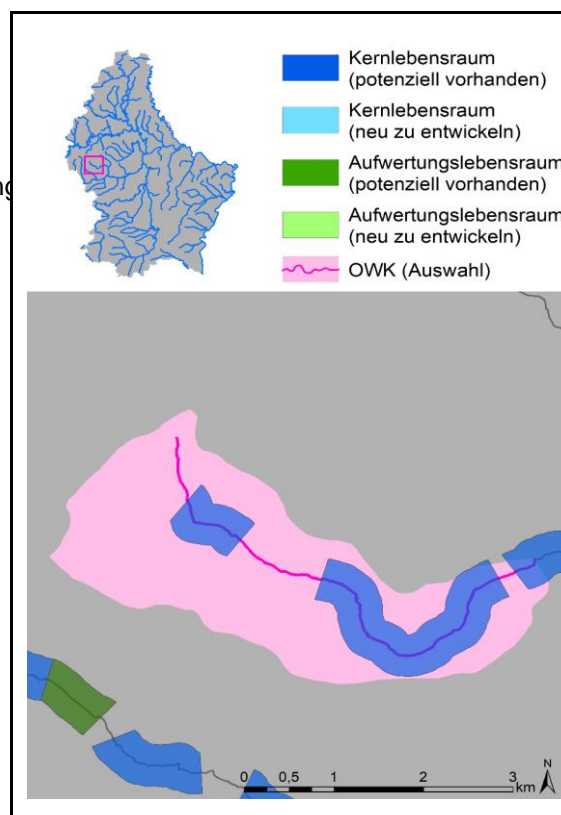 Kernlebensraum
(potenziell vorhanden)
Kernlebensraum
(neu zu entwickeln)
Aufwertungslebensraum
(potenziell vorhanden)
Aufwertungslebensraum
(neu zu entwickeln)
OWK (Auswahl)
0 0,5 1 2 3
km
N